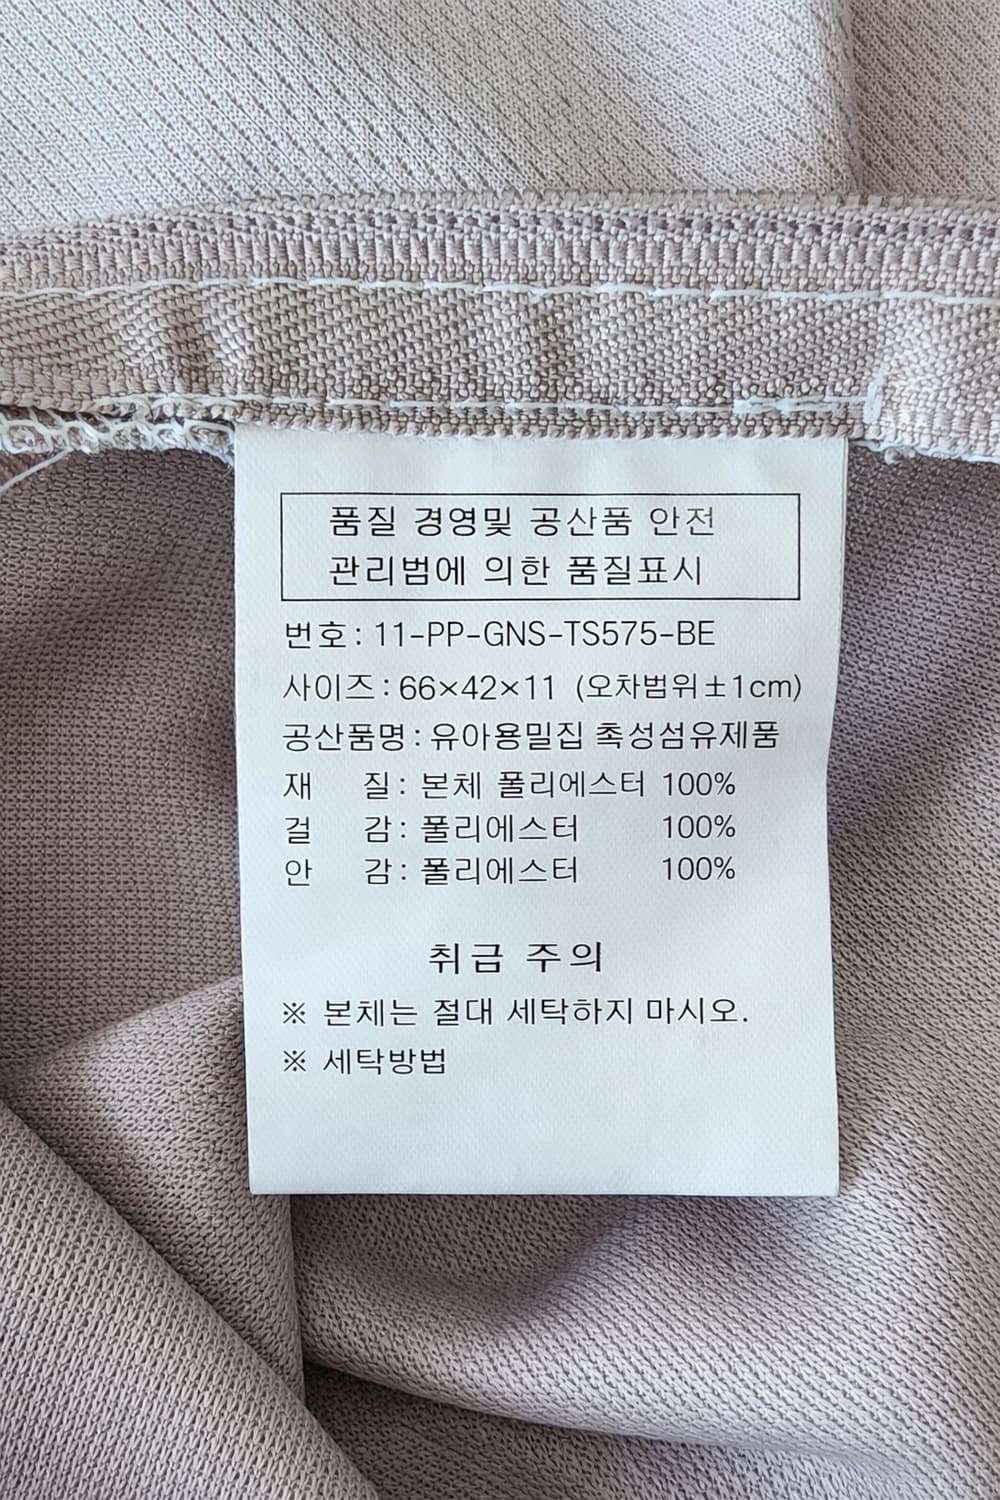 품질 경영및 공산품 안전
관리법에 의한 품질표시
번호: 11-PP-GNS-TS575-BE
사이즈: 66×42×11 (오차범위±1cm)
공산품명: 유아용밀집 촉성섬유제품
재 질: 본체 폴리에스터 100%
걸 감: 폴리에스터 100%
안 감: 폴리에스터 100%
취급 주의
※ 본체는 절대 세탁하지 마시오.
※ 세탁방법